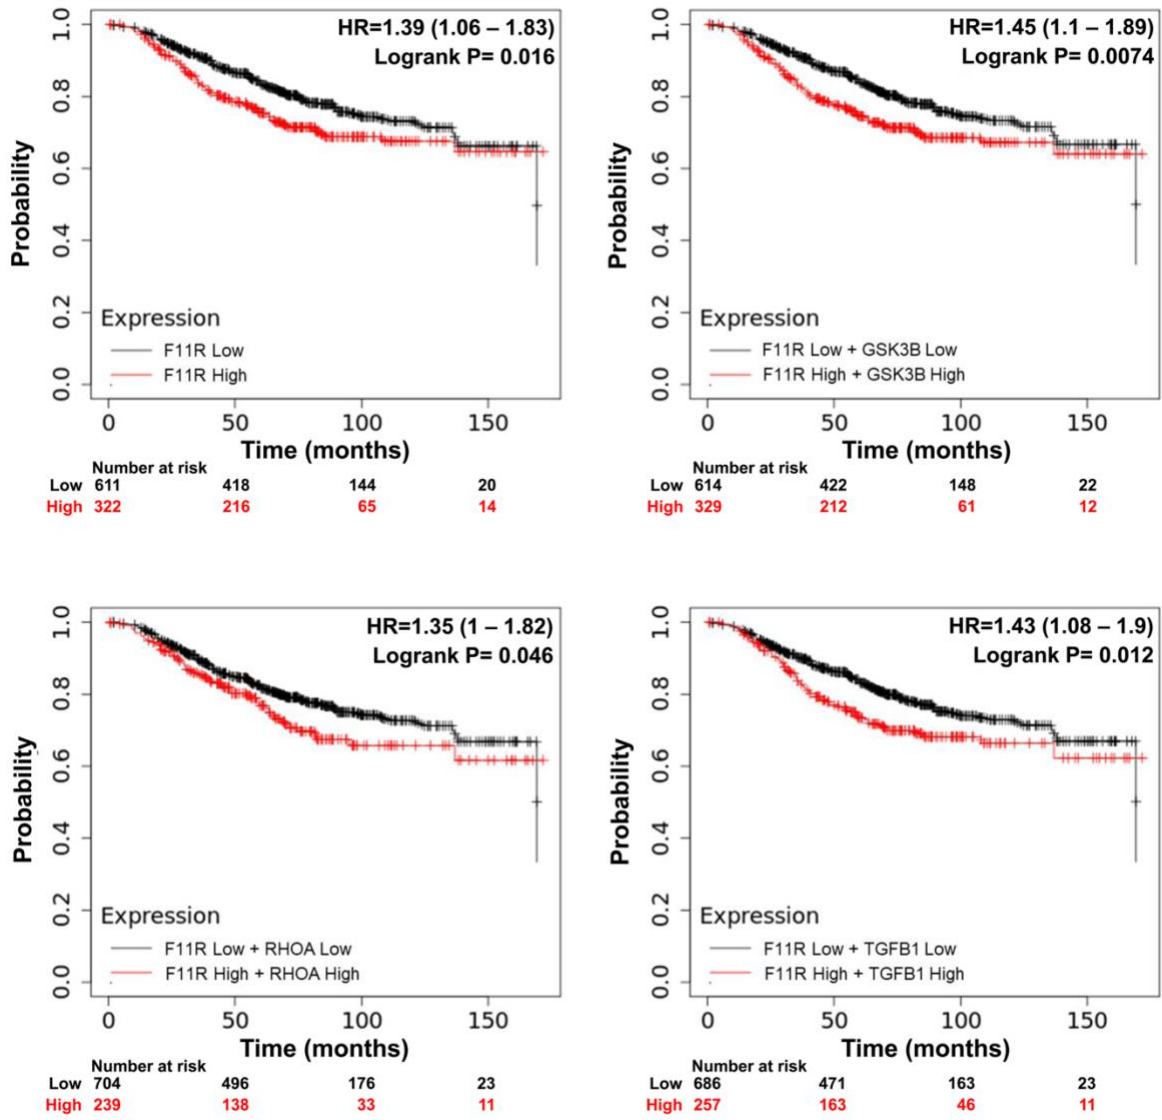 HR=1.39 (1.06 – 1.83)
Logrank P= 0.016
1.0
0.8
0.6
0.4
0.2
0.0
Probability
Expression
F11R Low
F11R High
0 50 100 150
Time (months)
Number at risk
Low 611 418 144 20
High 322 216 65 14
HR=1.45 (1.1 – 1.89)
Logrank P= 0.0074
1.0
0.8
0.6
0.4
0.2
0.0
Probability
Expression
F11R Low + GSK3B Low
F11R High + GSK3B High
0 50 100 150
Time (months)
Number at risk
Low 614 422 148 22
High 329 212 61 12
HR=1.35 (1 – 1.82)
Logrank P= 0.046
1.0
0.8
0.6
0.4
0.2
0.0
Probability
Expression
F11R Low + RHOA Low
F11R High + RHOA High
0 50 100 150
Time (months)
Number at risk
Low 704 496 176 23
High 239 138 33 11
HR=1.43 (1.08 – 1.9)
Logrank P= 0.012
1.0
0.8
0.6
0.4
0.2
0.0
Probability
Expression
F11R Low + TGFB1 Low
F11R High + TGFB1 High
0 50 100 150
Time (months)
Number at risk
Low 686 471 163 23
High 257 163 46 11